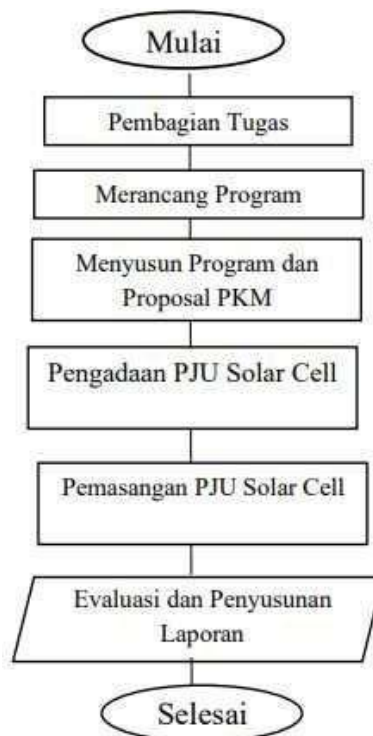 Mulai
Pembagian Tugas
Merancang Program
Menyusun Program dan
Proposal PKM
Pengadaan PJU Solar Cell
Pemasangan PJU Solar Cell
Evaluasi dan Penyusunan
Laporan
Selesai